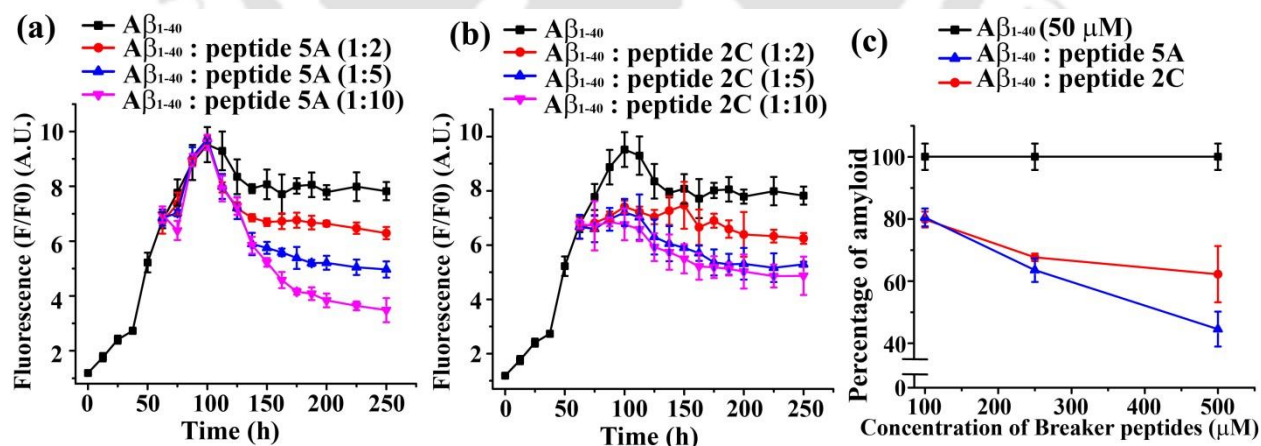 (a)
Aβ1-40
Aβ1-40 : peptide 5A (1:2)
Aβ1-40 : peptide 5A (1:5)
Aβ1-40 : peptide 5A (1:10)
Fluorescence (F/F0) (A.U.)
10
8
6
4
2
0 50 100 150 200 250
Time (h)
(b)
Aβ1-40
Aβ1-40 : peptide 2C (1:2)
Aβ1-40 : peptide 2C (1:5)
Aβ1-40 : peptide 2C (1:10)
Fluorescence (F/F0) (A.U.)
10
8
6
4
2
0 50 100 150 200 250
Time (h)
(c)
Aβ1-40 (50 μM)
Aβ1-40 : peptide 5A
Aβ1-40 : peptide 2C
Percentage of amyloid
100
80
60
40
0
100 200 300 400 500
Concentration of Breaker peptides (μM)